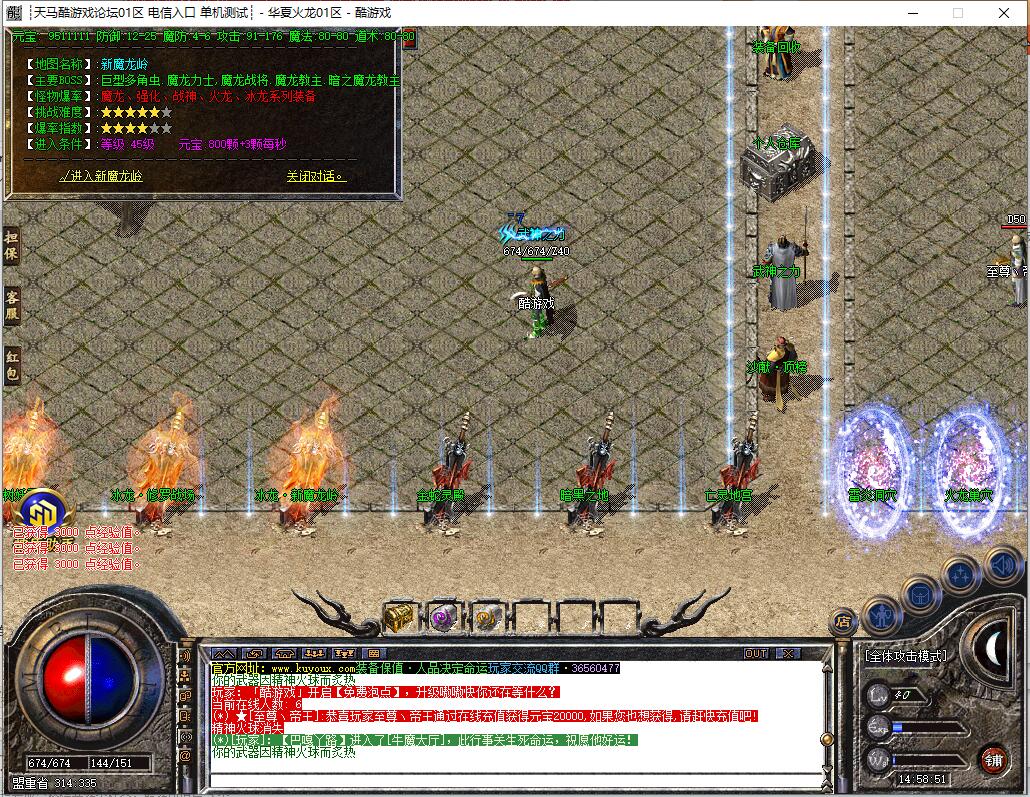 天马酷游戏论坛01区 电信入口 单机测试 - 华夏火龙01区 - 酷游戏
元宝: 9511111 防御:12-25 魔防:4-6 攻击:91-176 魔法:80-80 道术:80-80
【地图名称】:新魔龙岭
【主要BOSS】:巨型多角虫.魔龙力士,魔龙战将,魔龙教主.暗之魔龙教主
【怪物爆率】:魔龙、强化、战神、火龙、冰龙系列装备
【挑战难度】:★★★★★★
【爆率指数】:★★★★★★
【进入条件】:等级:45级 元宝:800颗+3颗每秒
√进入新魔龙岭 关闭对话。
装备回收
个人仓库
担保
客服
红包
武神之力
674/674/Z40
酷游戏
武神之力
D50
至尊丶
沙献·顶榜
冰龙·修罗战场
冰龙·新魔龙岭
金蛇录殿
暗黑之地
亡灵地宫
雷炎洞穴
火龙巢穴
已获得 3000 点经验值。
已获得 3000 点经验值。
已获得 3000 点经验值。
店
OUT
官方网址: www.kuyoux.com装备保值·人品决定命运玩家交流QQ群·36560477
你的武器因精神火球而炙热
玩家: 「酷游戏」开启【免费泡点】, 升级嗖嗖快你还在等什么?
当前在线人数: 6
(*) ★[至尊丶帝王]:恭喜玩家至尊丶帝王通过在线充值获得元宝20000,如果您也想获得,请赶快充值吧!
精神火球消失
(*)[玩家]: 【巴嘎丫路】进入了[牛魔大厅], 此行事关生死命运, 祝愿他好运!
你的武器因精神火球而炙热
[全体攻击模式]
Lv 40
Exp
W
铺
674/674 144/151
盟重省 314:335
14:58:51